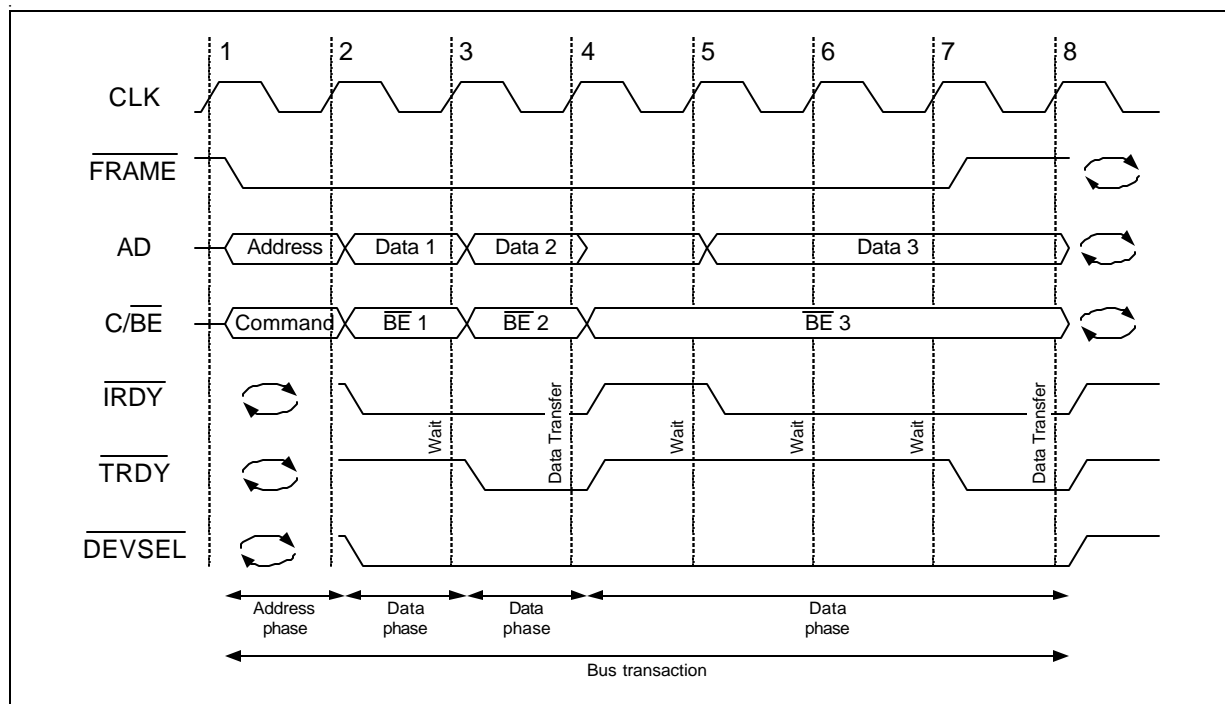 1 2 3 4 5 6 7 8
CLK
FRAME
AD Address Data 1 Data 2 Data 3
C/BE Command BE 1 BE 2 BE 3
IRDY
Wait Data Transfer Wait Wait Wait Data Transfer
TRDY
DEVSEL
Address phase
Data phase
Data phase
Data phase
Bus transaction